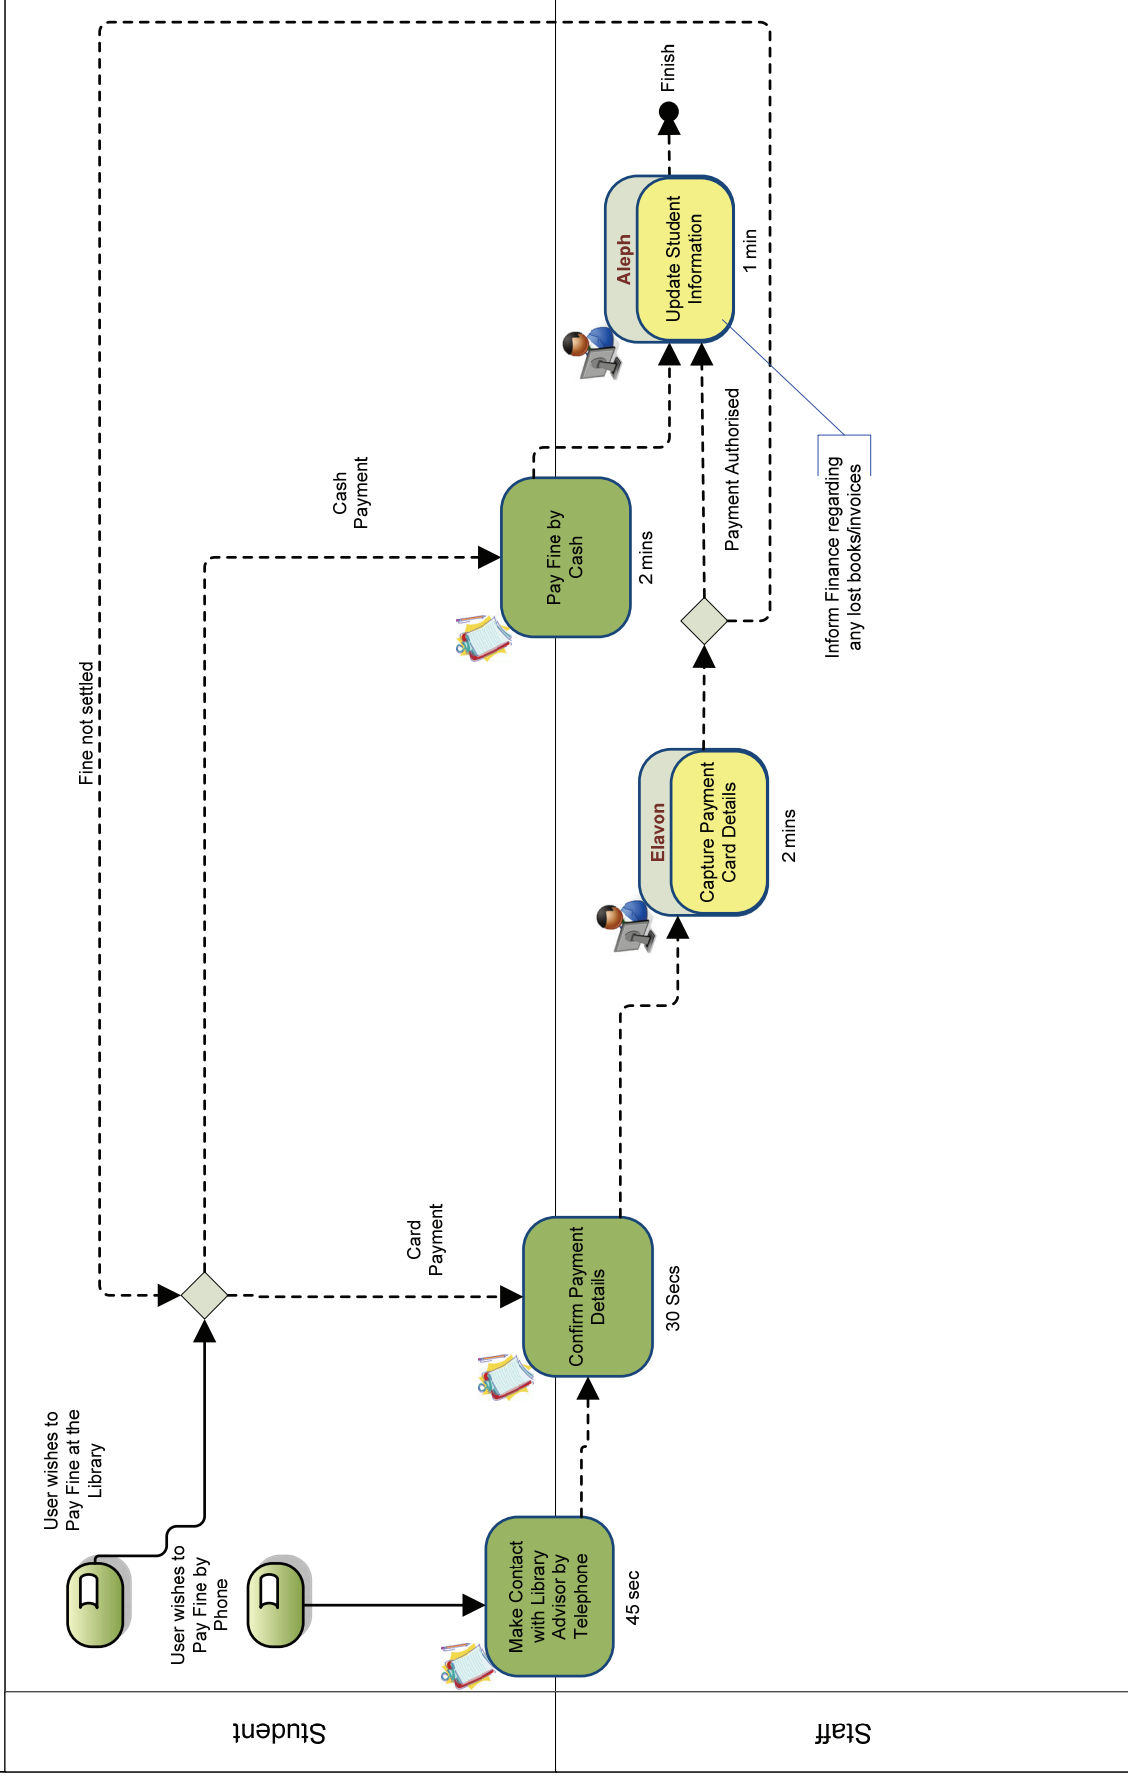 Student
Staff
User wishes to
Pay Fine at the
Library
User wishes to
Pay Fine by
Phone
Make Contact
with Library
Advisor by
Telephone
45 sec
Fine not settled
Card
Payment
Confirm Payment
Details
30 Secs
Cash
Payment
Pay Fine by
Cash
2 mins
Elavon
Capture Payment
Card Details
2 mins
Payment Authorised
Aleph
Update Student
Information
1 min
Finish
Inform Finance regarding
any lost books/invoices